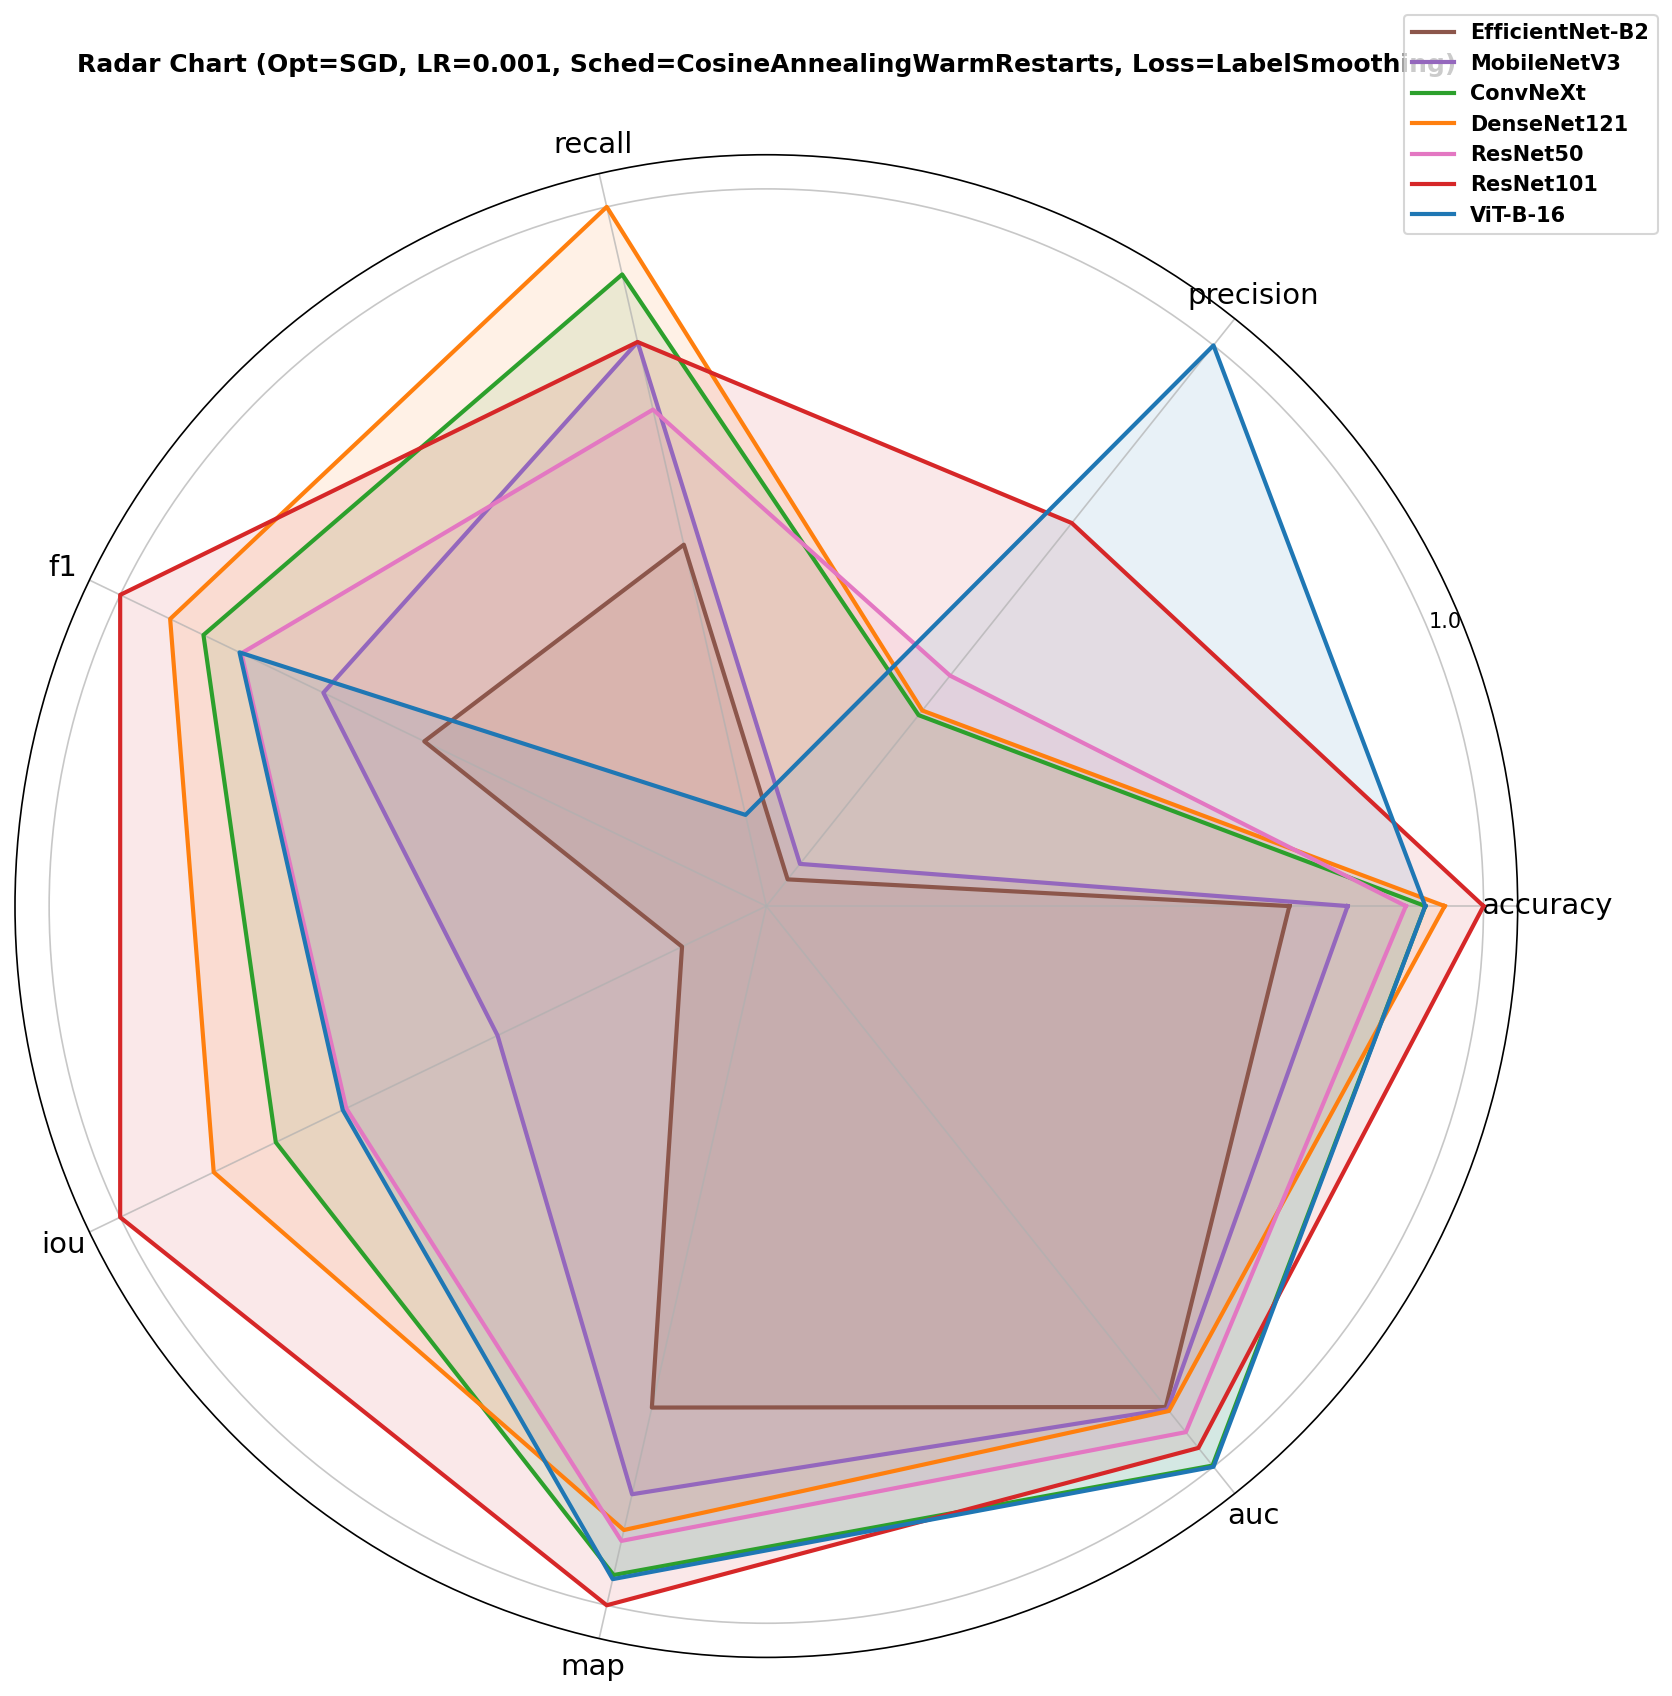 Radar Chart (Opt=SGD, LR=0.001, Sched=CosineAnnealingWarmRestarts, Loss=LabelSmoothing)
EfficientNet-B2
MobileNetV3
ConvNeXt
DenseNet121
ResNet50
ResNet101
ViT-B-16
recall
precision
f1
1.0
accuracy
iou
auc
map